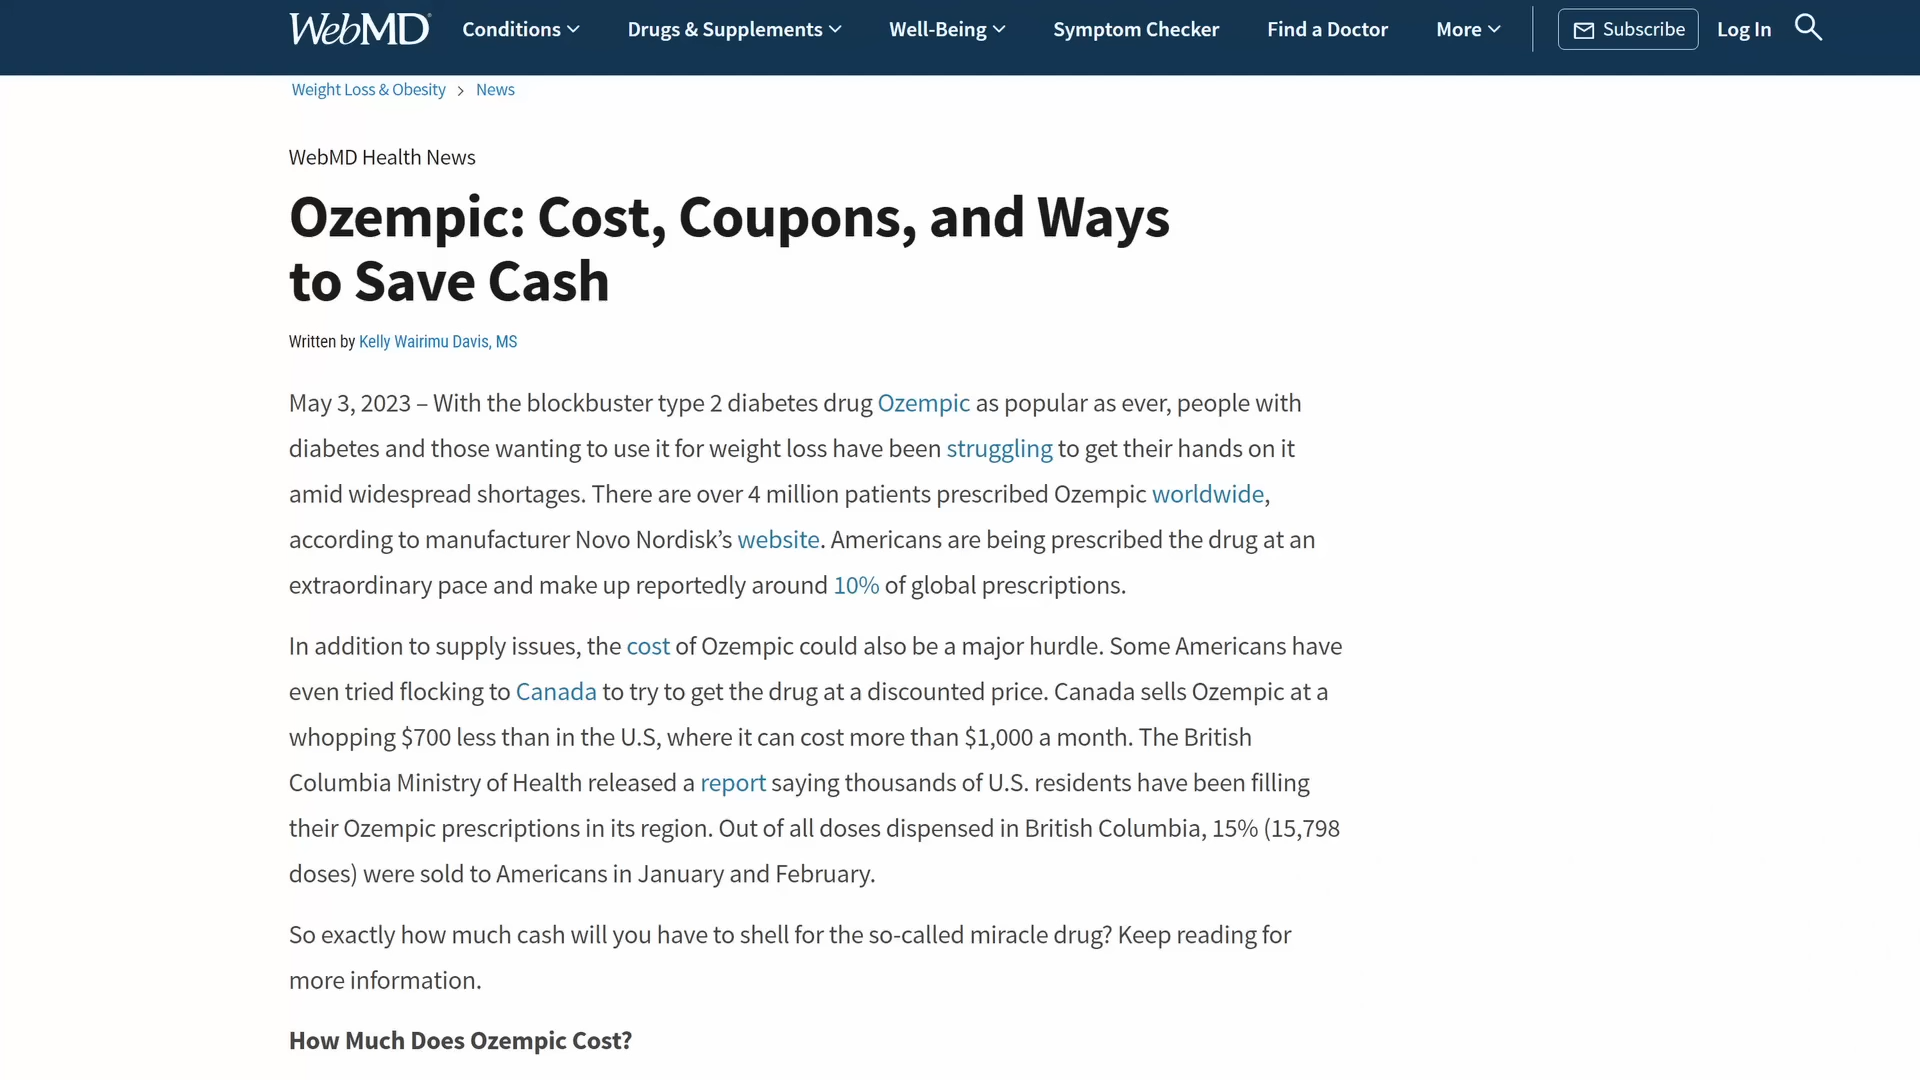 WebMD Conditions Drugs & Supplements Well-Being Symptom Checker Find a Doctor More Subscribe Log In
Weight Loss & Obesity > News
WebMD Health News
Ozempic: Cost, Coupons, and Ways
to Save Cash
Written by Kelly Wairimu Davis, MS
May 3, 2023 – With the blockbuster type 2 diabetes drug Ozempic as popular as ever, people with
diabetes and those wanting to use it for weight loss have been struggling to get their hands on it
amid widespread shortages. There are over 4 million patients prescribed Ozempic worldwide,
according to manufacturer Novo Nordisk’s website. Americans are being prescribed the drug at an
extraordinary pace and make up reportedly around 10% of global prescriptions.
In addition to supply issues, the cost of Ozempic could also be a major hurdle. Some Americans have
even tried flocking to Canada to try to get the drug at a discounted price. Canada sells Ozempic at a
whopping $700 less than in the U.S, where it can cost more than $1,000 a month. The British
Columbia Ministry of Health released a report saying thousands of U.S. residents have been filling
their Ozempic prescriptions in its region. Out of all doses dispensed in British Columbia, 15% (15,798
doses) were sold to Americans in January and February.
So exactly how much cash will you have to shell for the so-called miracle drug? Keep reading for
more information.
How Much Does Ozempic Cost?